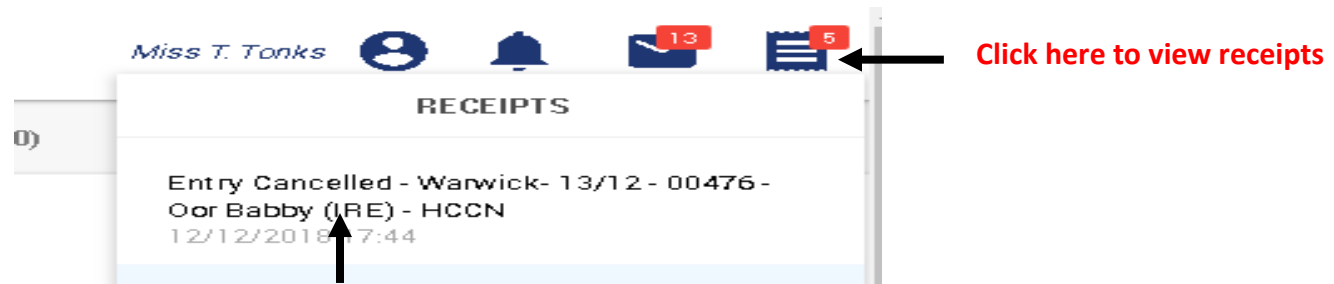 Miss T. Tonks 13 5 Click here to view receipts
RECEIPTS
0)
Entry Cancelled - Warwick- 13/12 - 00476 -
Oor Babby (IRE) - HCCN
12/12/2018 17:44